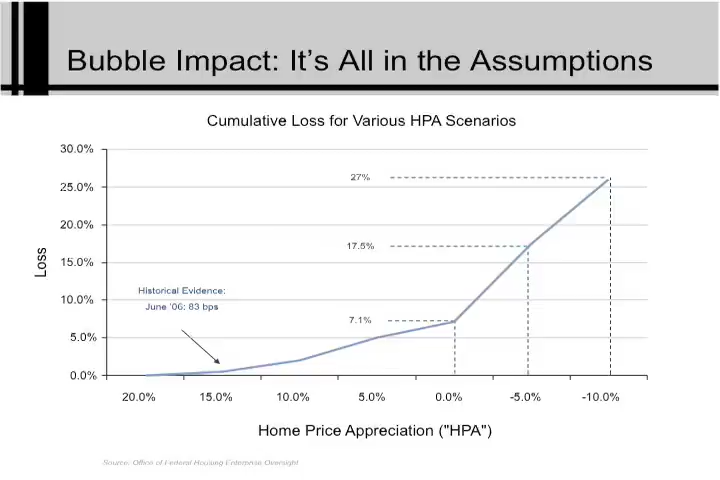 Bubble Impact: It’s All in the Assumptions
Cumulative Loss for Various HPA Scenarios
30.0%
27%
25.0%
20.0%
17.5%
Loss
15.0%
Historical Evidence:
10.0%
June '06: 83 bps
7.1%
5.0%
0.0%
20.0% 15.0% 10.0% 5.0% 0.0% -5.0% -10.0%
Home Price Appreciation ("HPA")
Source: Office of Federal Housing Enterprise Oversight